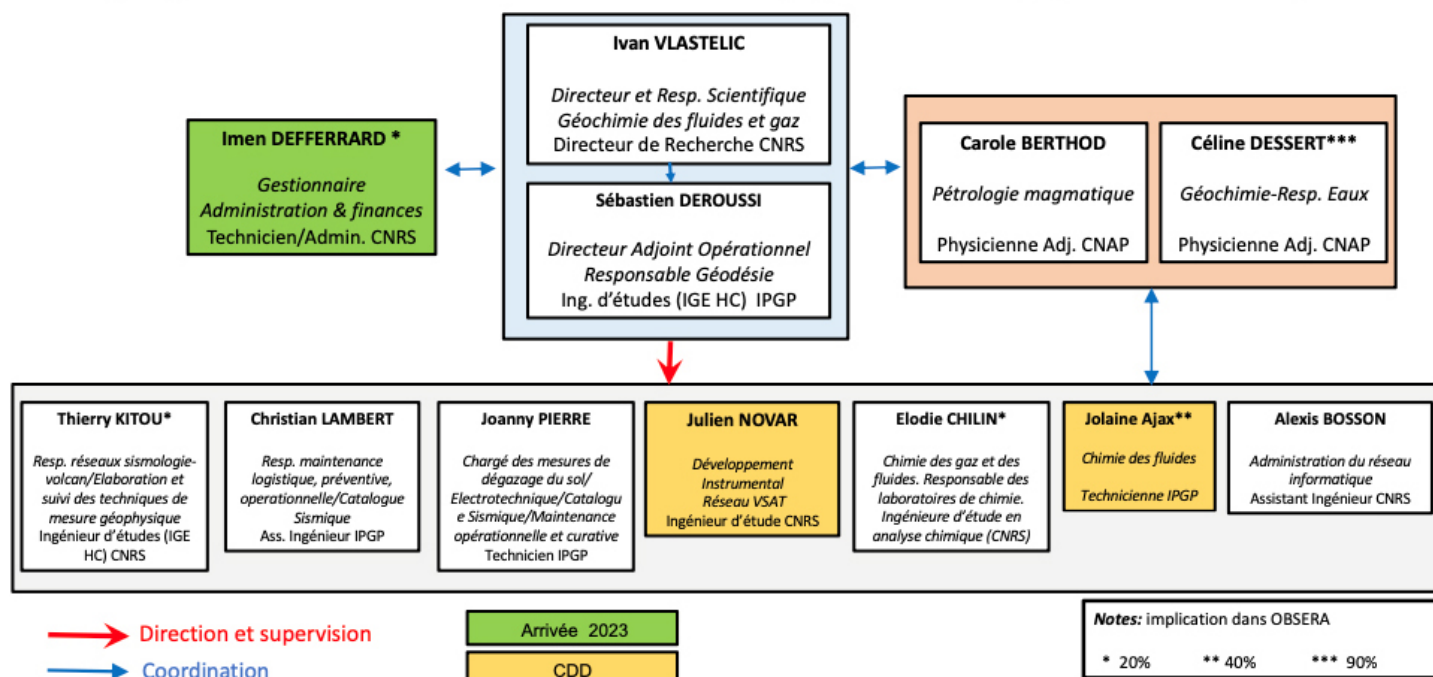 Ivan VLASTELIC
Directeur et Resp. Scientifique
Géochimie des fluides et gaz
Directeur de Recherche CNRS
Imen DEFFERRARD *
Gestionnaire
Administration & finances
Technicien/Admin. CNRS
Sébastien DEROUSSI
Directeur Adjoint Opérationnel
Responsable Géodésie
Ing. d'études (IGE HC) IPGP
Carole BERTHOD
Pétrologie magmatique
Physicienne Adj. CNAP
Céline DESSERT***
Géochimie-Resp. Eaux
Physicienne Adj. CNAP
Thierry KITOU*
Resp. réseaux sismologie-
volcan/Elaboration et
suivi des techniques de
mesure géophysique
Ingénieur d'études (IGE
HC) CNRS
Christian LAMBERT
Resp. maintenance
logistique, préventive,
operationnelle/Catalogue
Sismique
Ass. Ingénieur IPGP
Joanny PIERRE
Chargé des mesures de
dégazage du sol/
Electrotechnique/Catalogu
e Sismique/Maintenance
opérationnelle et curative
Technicien IPGP
Julien NOVAR
Développement
Instrumental
Réseau VSAT
Ingénieur d'étude CNRS
Elodie CHILIN*
Chimie des gaz et des
fluides. Responsable des
laboratoires de chimie.
Ingénieure d'étude en
analyse chimique (CNRS)
Jolaine Ajax**
Chimie des fluides
Technicienne IPGP
Alexis BOSSON
Administration du réseau
informatique
Assistant Ingénieur CNRS
Direction et supervision
Coordination
Arrivée 2023
CDD
Notes: implication dans OBSERA
* 20% ** 40% *** 90%